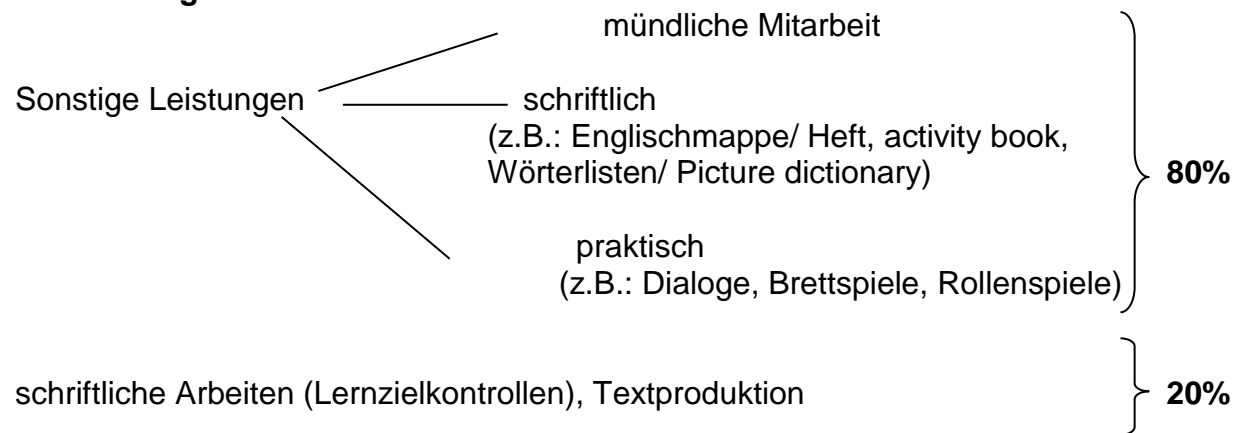 mündliche Mitarbeit
Sonstige Leistungen schriftlich
(z.B.: Englischmappe/ Heft, activity book,
Wörterlisten/ Picture dictionary)
80%
praktisch
(z.B.: Dialoge, Brettspiele, Rollenspiele)
schriftliche Arbeiten (Lernzielkontrollen), Textproduktion 20%